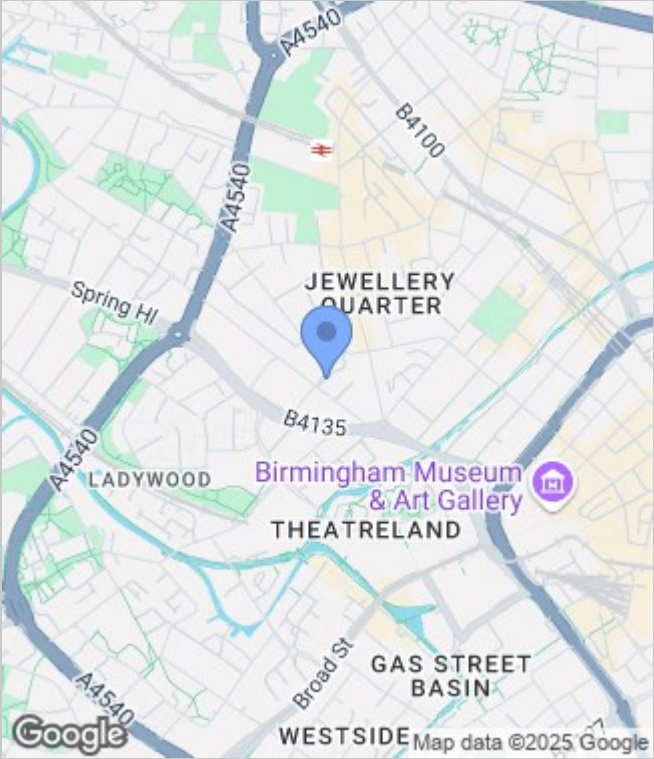 A4540
B4100
A4540
JEWELLERY
QUARTER
Spring Hl
B4135
A4540
LADYWOOD
Birmingham Museum
& Art Gallery
THEATRELAND
Broad St
GAS STREET
BASIN
A4540
WESTSIDE
Google
Map data ©2025 Google